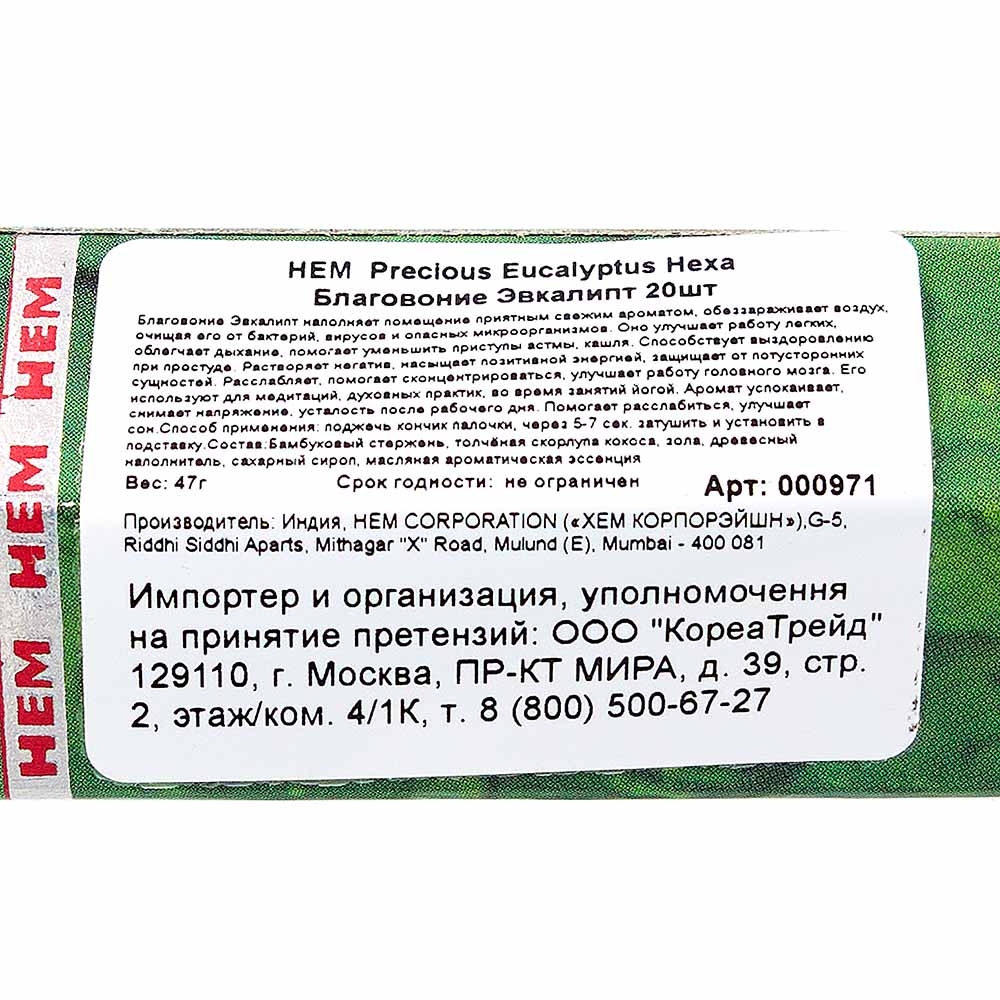 HEM HEM HEM HEM
HEM Precious Eucalyptus Hexa
Благовоние Эвкалипт 20шт
Благовоние Эвкалипт наполняет помещение приятным свежим ароматом, обеззараживает воздух,
очищая его от бактерий, вирусов и опасных микроорганизмов. Оно улучшает работу легких,
облегчает дыхание, помогает уменьшить приступы астмы, кашля. Способствует выздоровлению
при простуде. Растворяет негатив, насыщает позитивной энергией, защищает от потусторонних
сущностей. Расслабляет, помогает сконцентрироваться, улучшает работу головного мозга. Его
используют для медитаций, духовных практик, во время занятий йогой. Аромат успокаивает,
снимает напряжение, усталость после рабочего дня. Помогает расслабиться, улучшает
сон.Способ применения: поджечь кончик палочки, через 5-7 сек. затушить и установить в
подставку.Состав:Бамбуковый стержень, толчёная скорлупа кокоса, зола, древесный
наполнитель, сахарный сироп, масляная ароматическая эссенция
Вес: 47г Срок годности: не ограничен Арт: 000971
Производитель: Индия, HEM CORPORATION («ХЕМ КОРПОРЭЙШН»),G-5,
Riddhi Siddhi Aparts, Mithagar "X" Road, Mulund (E), Mumbai - 400 081
Импортер и организация, уполномочення
на принятие претензий: ООО "КореаТрейд"
129110, г. Москва, ПР-КТ МИРА, д. 39, стр.
2, этаж/ком. 4/1К, т. 8 (800) 500-67-27